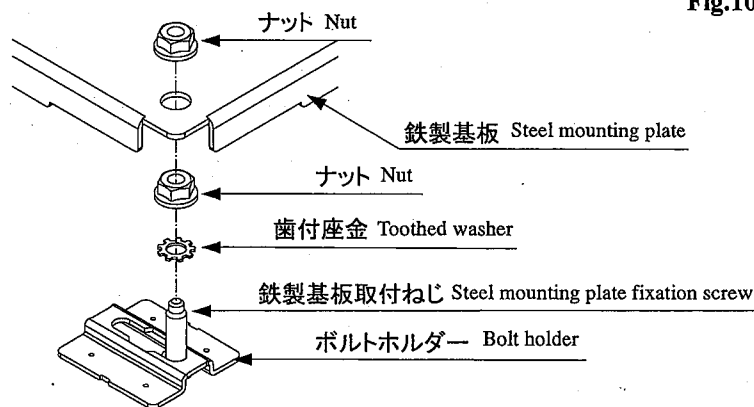 Fig.10
ナット Nut
鉄製基板 Steel mounting plate
ナット Nut
歯付座金 Toothed washer
鉄製基板取付ねじ Steel mounting plate fixation screw
ボルトホルダー Bolt holder